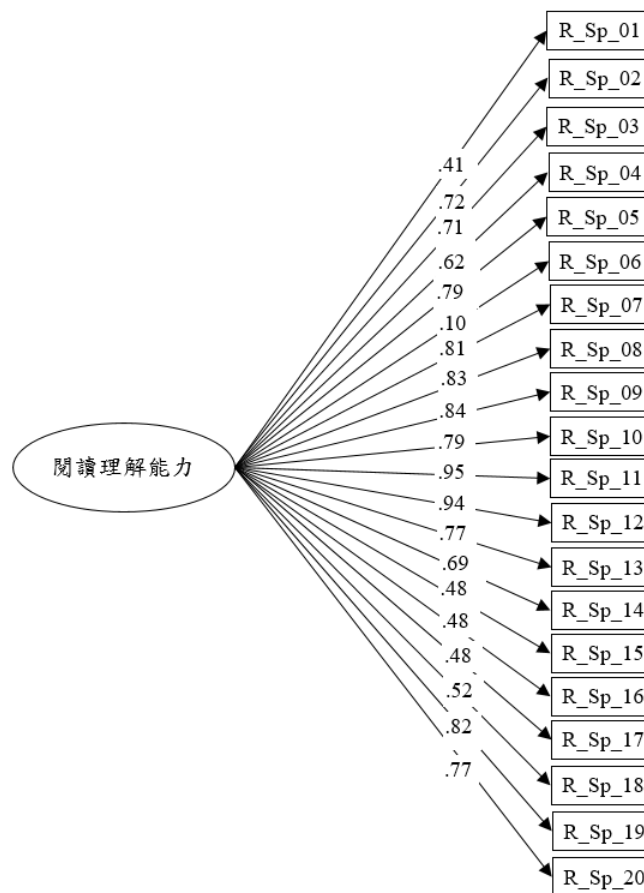 R_Sp_01
R_Sp_02
R_Sp_03
R_Sp_04
R_Sp_05
R_Sp_06
R_Sp_07
R_Sp_08
R_Sp_09
R_Sp_10
R_Sp_11
R_Sp_12
R_Sp_13
R_Sp_14
R_Sp_15
R_Sp_16
R_Sp_17
R_Sp_18
R_Sp_19
R_Sp_20
.41
.72
.71
.62
.79
.10
.81
.83
.84
.79
.95
.94
.77
.69
.48
.48
.48
.52
.82
.77
閱讀理解能力